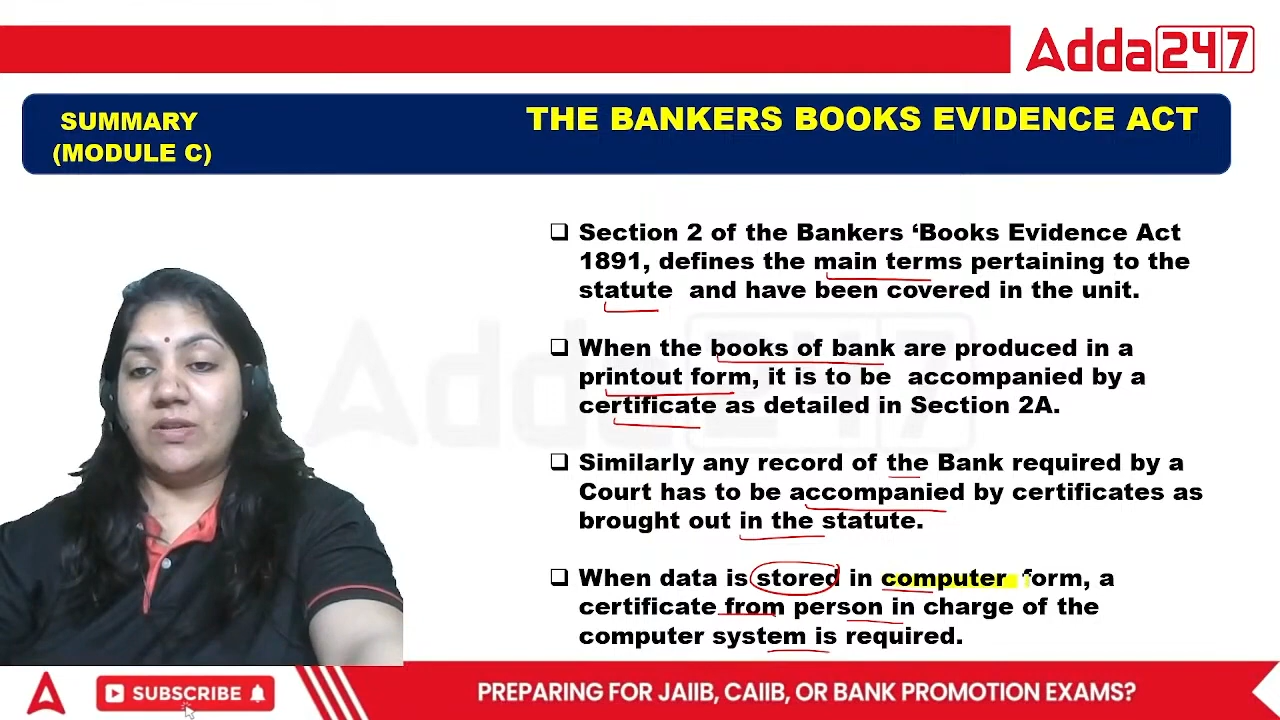 Adda247
SUMMARY
(MODULE C)
THE BANKERS BOOKS EVIDENCE ACT
Section 2 of the Bankers ‘Books Evidence Act
1891, defines the main terms pertaining to the
statute and have been covered in the unit.
When the books of bank are produced in a
printout form, it is to be accompanied by a
certificate as detailed in Section 2A.
Similarly any record of the Bank required by a
Court has to be accompanied by certificates as
brought out in the statute.
When data is stored in computer form, a
certificate from person in charge of the
computer system is required.
Adda247
SUBSCRIBE
PREPARING FOR JAIIB, CAIIB, OR BANK PROMOTION EXAMS?